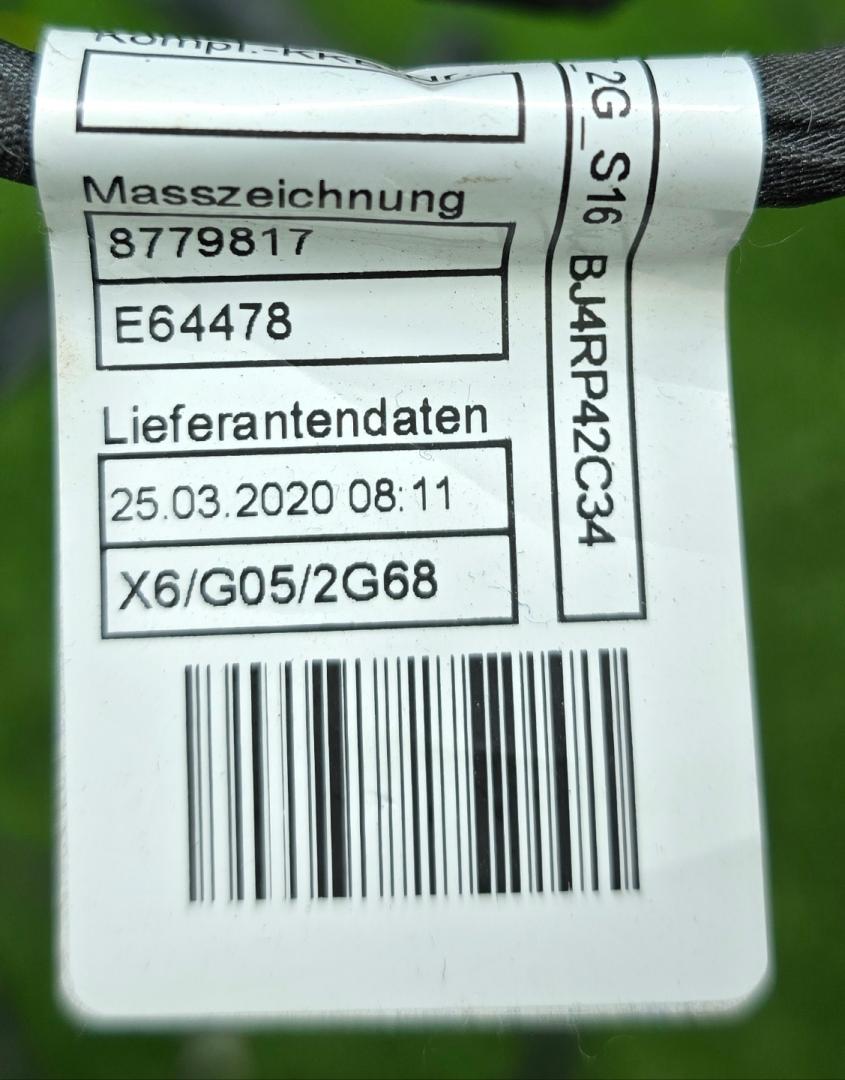 Masszeichnung
8779817
E64478
Lieferantendaten
25.03.2020 08:11
X6/G05/2G68
2G_S16 BJ4RP42C34